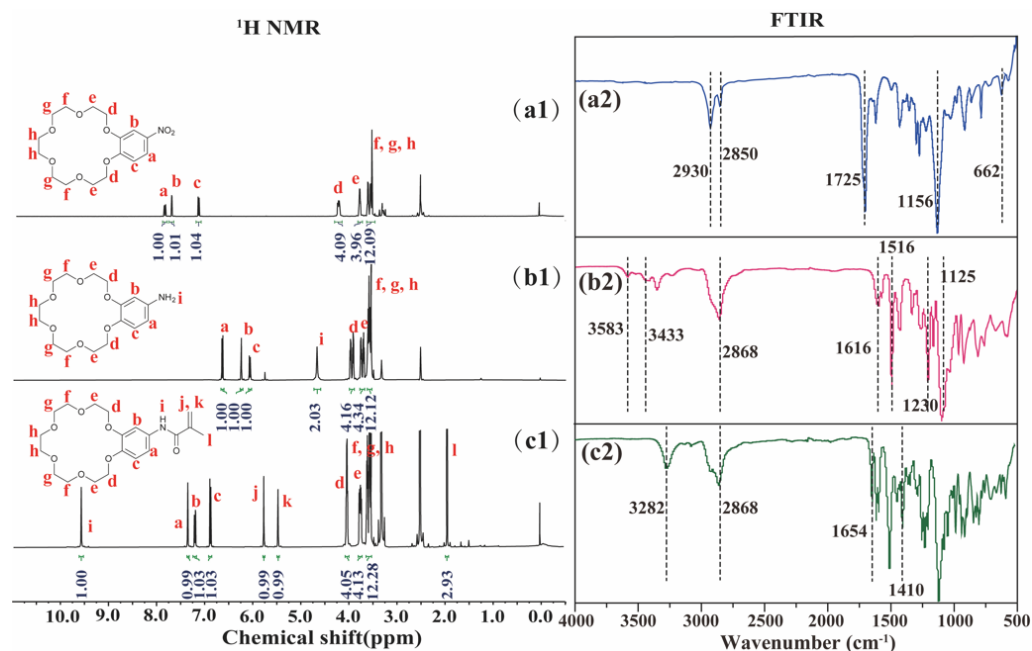 ¹H NMR
FTIR
(a1)
f
e
g
f
e
d
g
b
h
NO₂
h
a
g
c
f
e
d
a
b
c
d
e
f, g, h
1.00
1.01
1.04
4.09
3.96
12.09
(b1)
f
e
g
f
e
d
g
b
h
NH₂
i
h
a
g
c
f
e
d
a
b
c
i
d
e
f, g, h
1.00
1.00
1.00
2.03
4.16
4.34
12.12
(c1)
f
e
g
f
e
d
g
b
h
H
N
i
j, k
O
l
h
a
g
c
f
e
d
i
a
b
c
j
k
d
e
f, g, h
l
1.00
0.99
1.03
1.03
0.99
0.99
4.05
4.13
12.28
2.93
10.0 9.0 8.0 7.0 6.0 5.0 4.0 3.0 2.0 1.0 0.0
Chemical shift(ppm)
(a2)
2930
2850
1725
1156
662
(b2)
3583
3433
2868
1616
1516
1230
1125
(c2)
3282
2868
1654
1410
4000 3500 3000 2500 2000 1500 1000 500
Wavenumber (cm⁻¹)